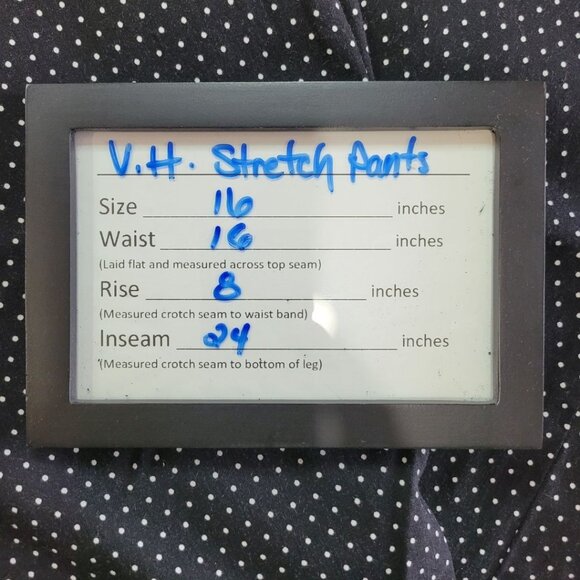 V.H. Stretch Pants
Size 16 inches
Waist 16 inches
(Laid flat and measured across top seam)
Rise 8 inches
(Measured crotch seam to waist band)
Inseam 24 inches
(Measured crotch seam to bottom of leg)